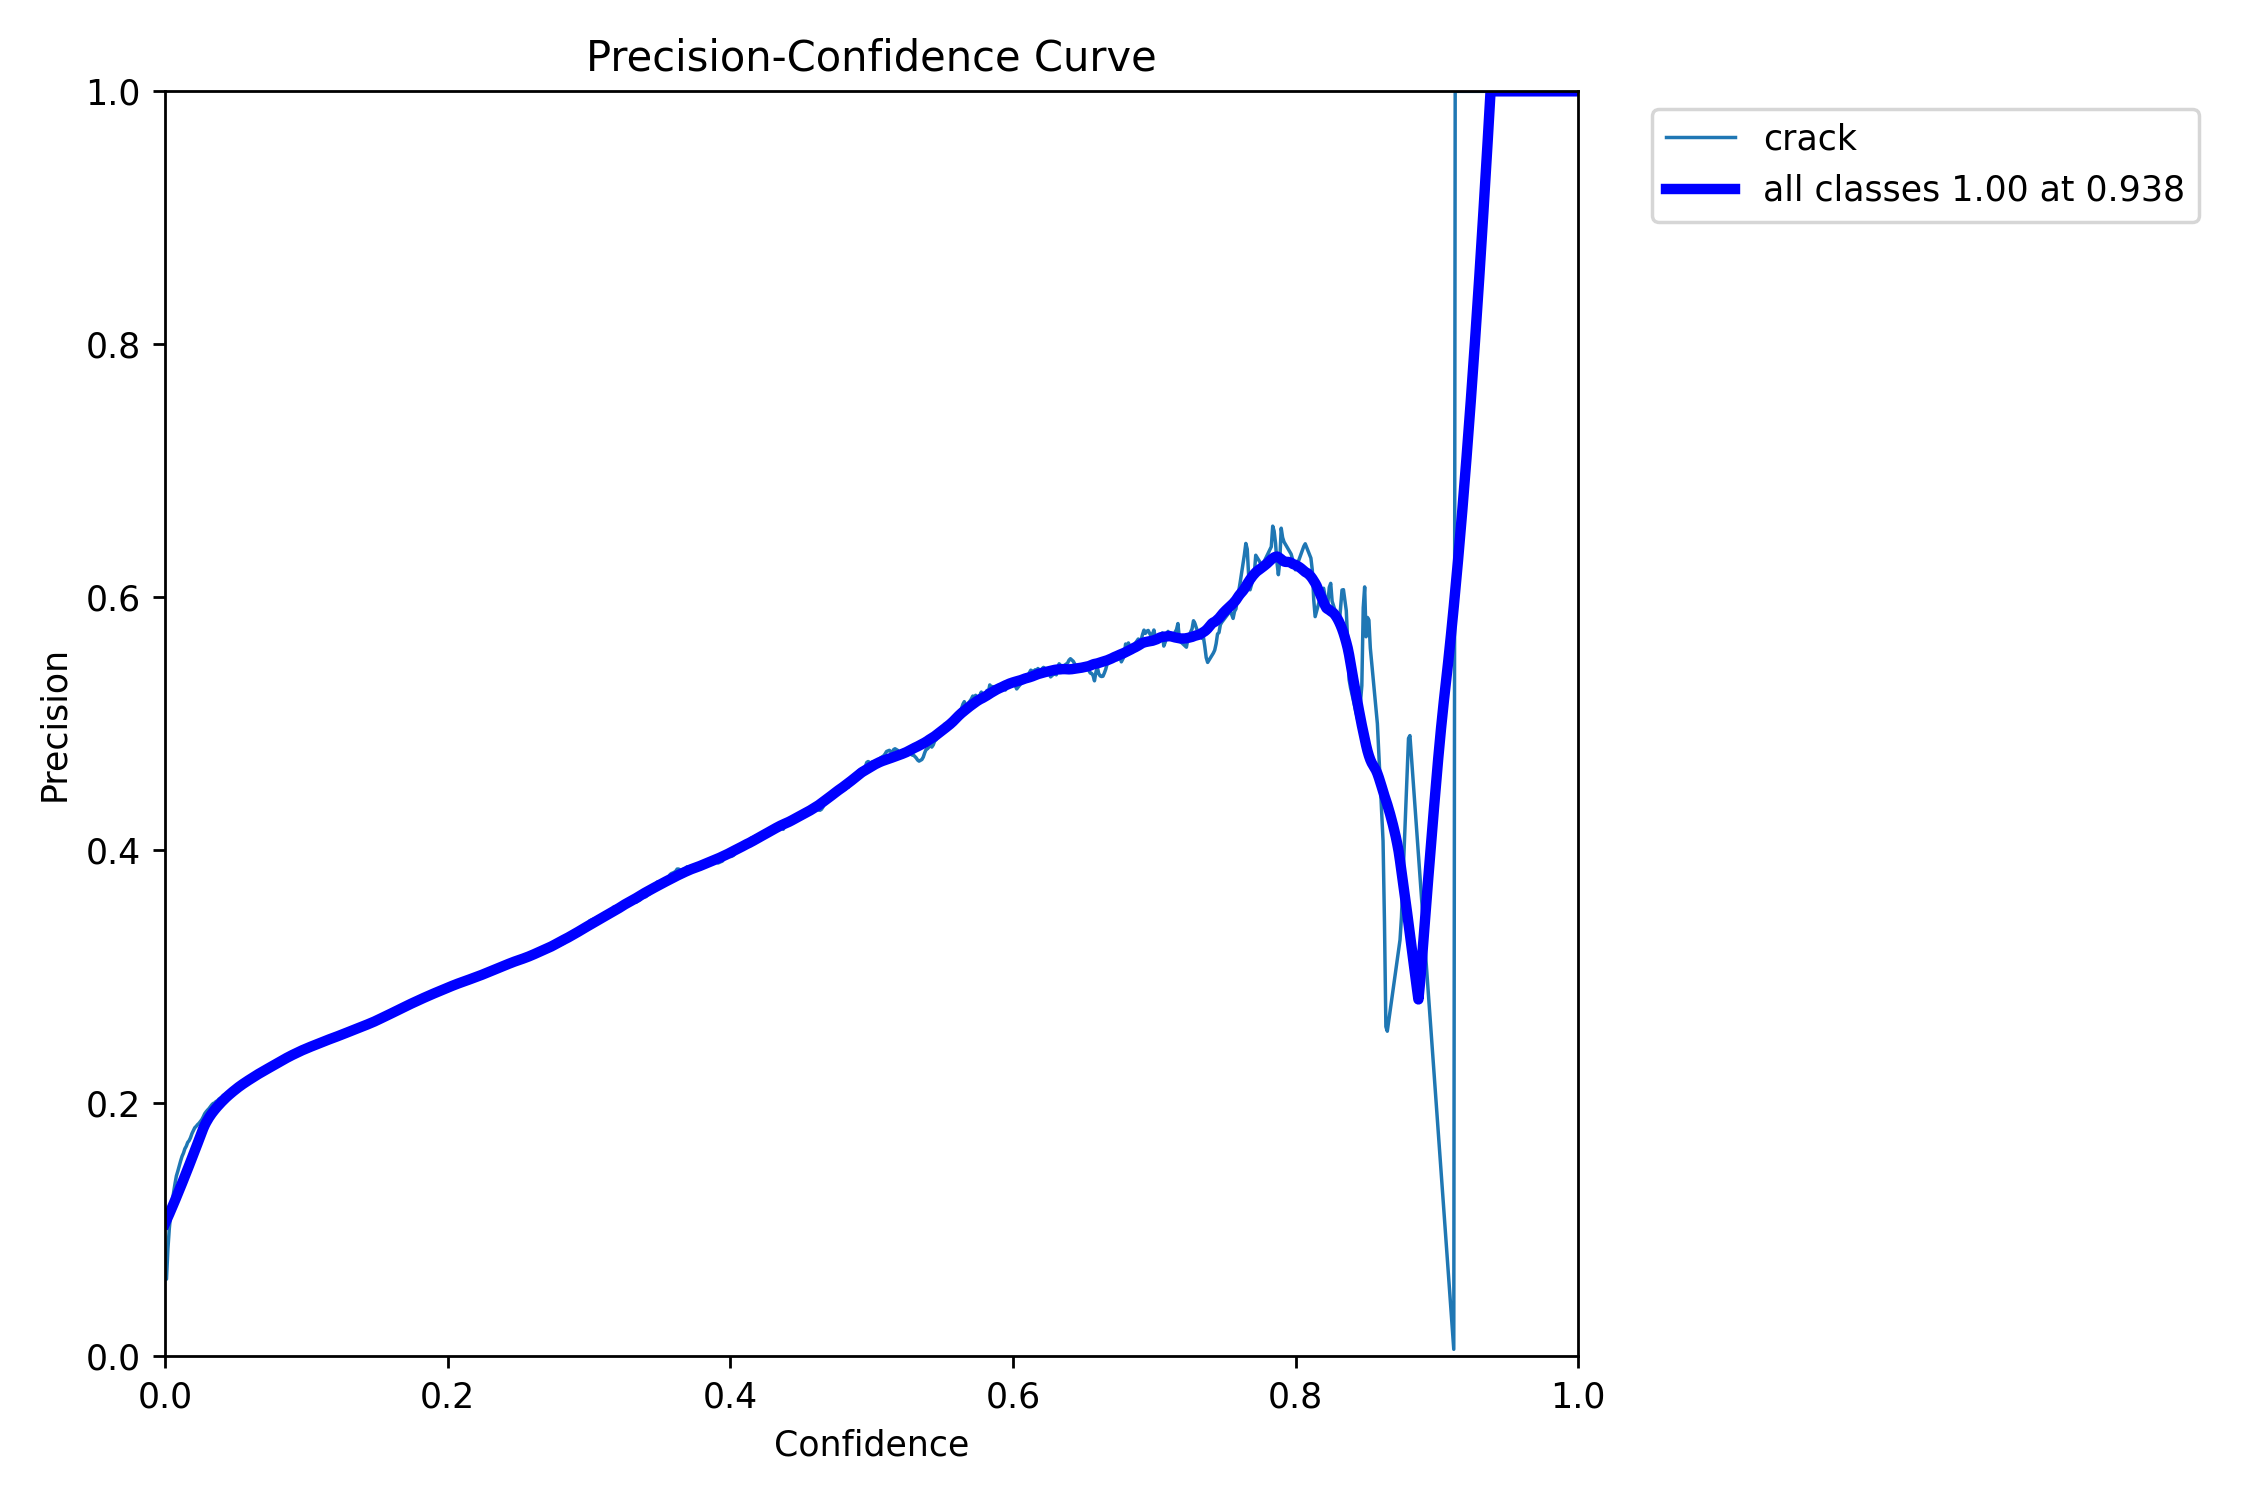 Precision-Confidence Curve
crack
all classes 1.00 at 0.938
1.0
0.8
0.6
0.4
0.2
0.0
Precision
0.0 0.2 0.4 0.6 0.8 1.0
Confidence